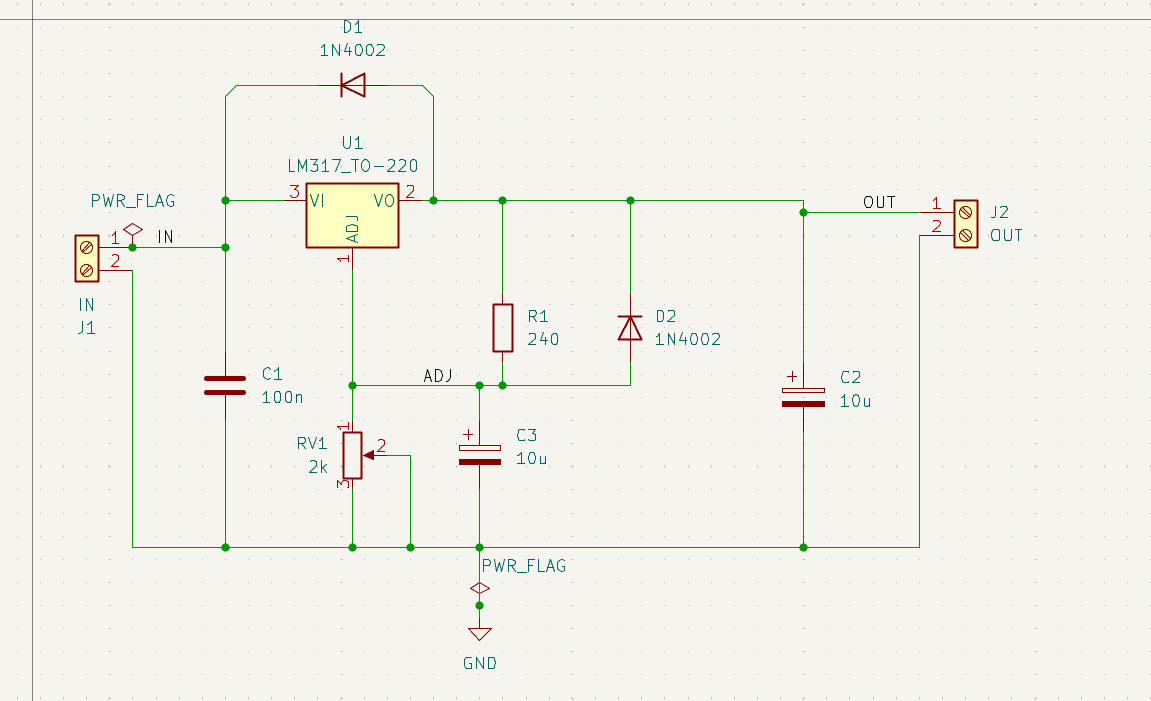 D1
1N4002
U1
LM317_TO-220
3
VI
VO
2
ADJ
1
PWR_FLAG
1
IN
2
IN
J1
OUT
1
2
J2
OUT
R1
240
D2
1N4002
C1
100n
ADJ
+
C2
10u
1
RV1
2k
2
3
+
C3
10u
PWR_FLAG
GND